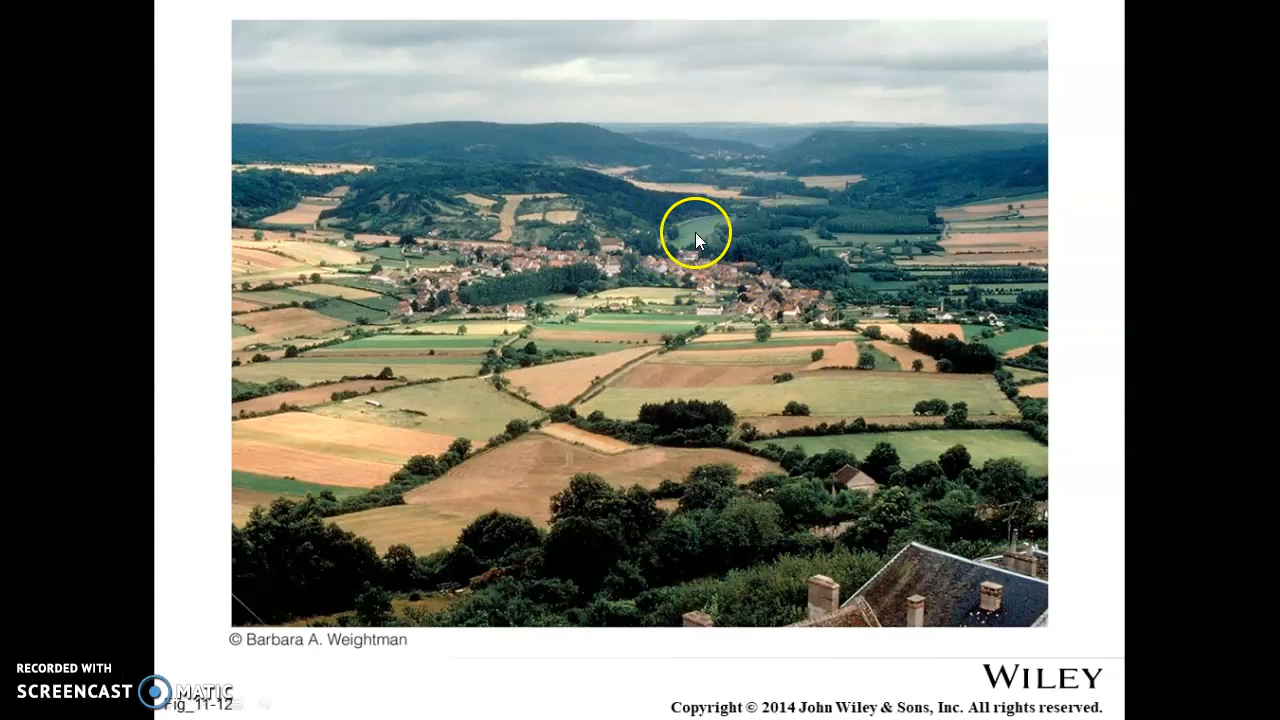 © Barbara A. Weightman
WILEY
RECORDED WITH
SCREENCAST MATIC
Fig_11-12
Copyright © 2014 John Wiley & Sons, Inc. All rights reserved.